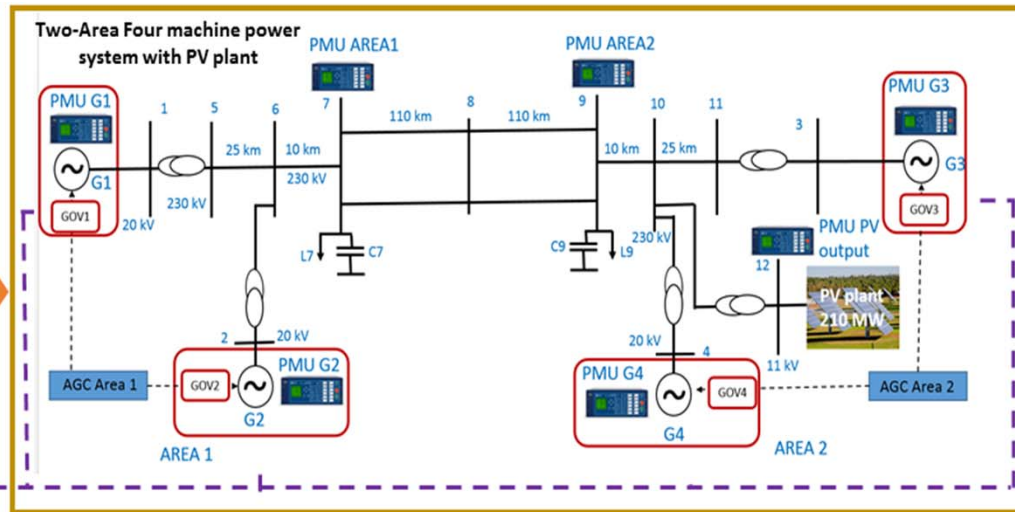 Two-Area Four machine power
system with PV plant
PMU AREA1
PMU AREA2
PMU G1
PMU G3
1
5
6
7
8
9
10
11
3
110 km
110 km
25 km
10 km
230 kV
10 km
25 km
G1
G3
GOV1
GOV3
20 kV
230 kV
L7
C7
C9
L9
230 kV
PMU PV
output
12
PV plant
210 MW
2
20 kV
20 kV
4
11 kV
AGC Area 1
GOV2
PMU G2
G2
PMU G4
GOV4
G4
AGC Area 2
AREA 1
AREA 2